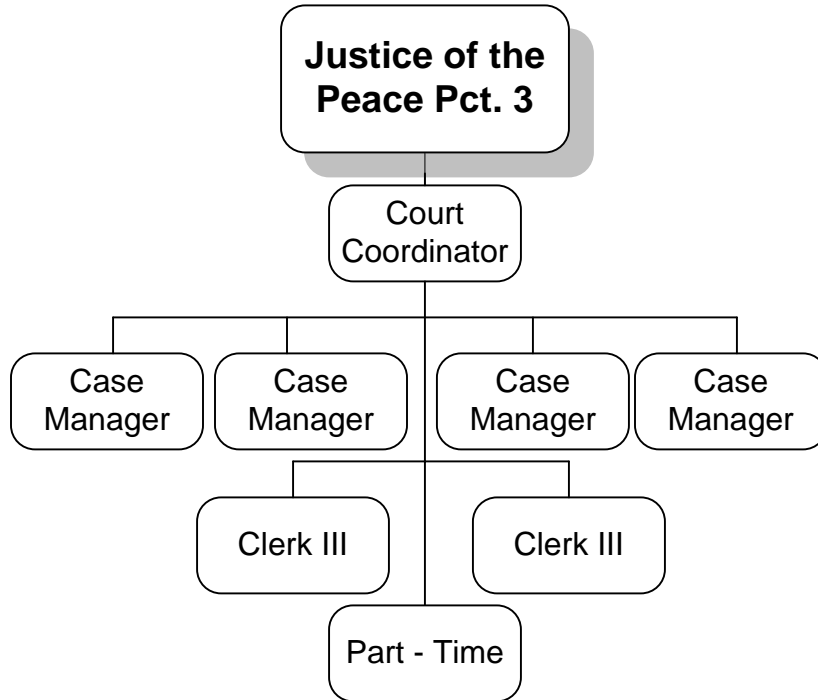 Justice of the
Peace Pct. 3
Court
Coordinator
Case
Manager
Case
Manager
Case
Manager
Case
Manager
Clerk III
Clerk III
Part - Time